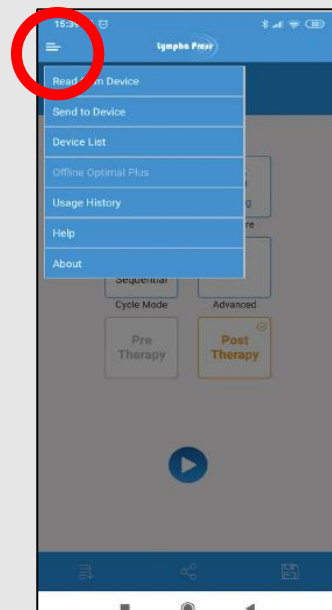 15:39
Lympha Press
Read from Device
Send to Device
Device List
Offline Optimal Plus
Usage History
Help
About
Sequential
Cycle Mode
Advanced
Pre
Therapy
Post
Therapy